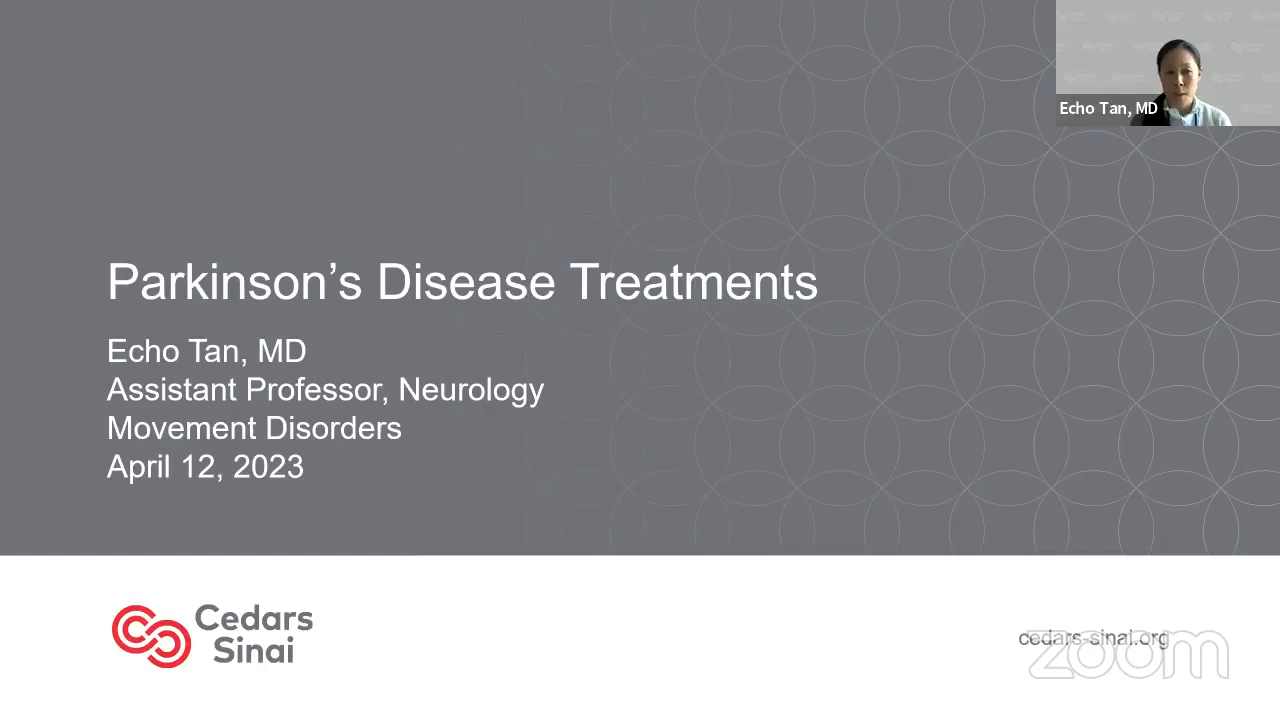 Echo Tan, MD
Parkinson’s Disease Treatments
Echo Tan, MD
Assistant Professor, Neurology
Movement Disorders
April 12, 2023
Cedars
Sinai
cedars-sinai.org
zoom